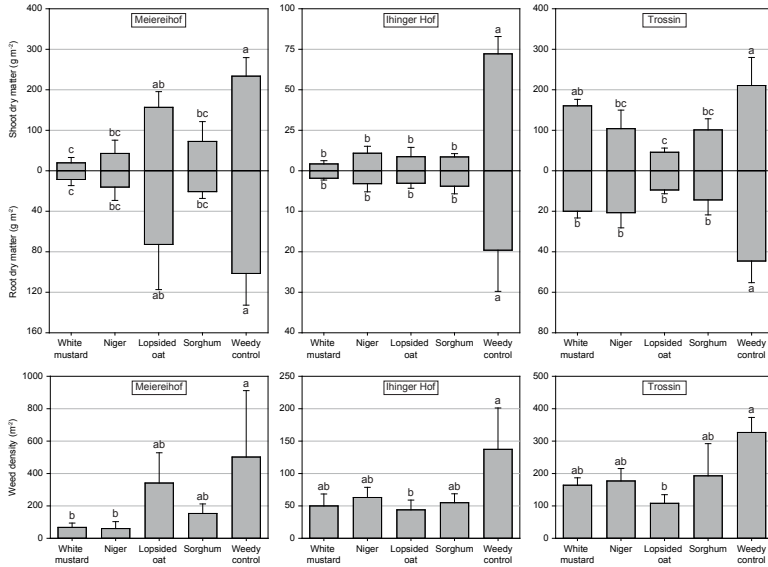 Meiereihof
Ihinger Hof
Trossin
Shoot dry matter (g m-2)
Root dry matter (g m-2)
400
300
200
100
0
40
80
120
160
c
bc
ab
bc
a
c
bc
ab
bc
a
White mustard
Niger
Lopsided oat
Sorghum
Weedy control
100
75
50
25
0
10
20
30
40
b
b
b
b
a
b
b
b
b
a
White mustard
Niger
Lopsided oat
Sorghum
Weedy control
400
300
200
100
0
20
40
60
80
ab
bc
c
bc
a
b
b
c
b
a
White mustard
Niger
Lopsided oat
Sorghum
Weedy control
Meiereihof
Ihinger Hof
Trossin
Weed density (m-2)
1000
800
600
400
200
0
b
b
ab
ab
a
White mustard
Niger
Lopsided oat
Sorghum
Weedy control
250
200
150
100
50
0
ab
ab
b
ab
a
White mustard
Niger
Lopsided oat
Sorghum
Weedy control
500
400
300
200
100
0
ab
ab
b
ab
a
White mustard
Niger
Lopsided oat
Sorghum
Weedy control